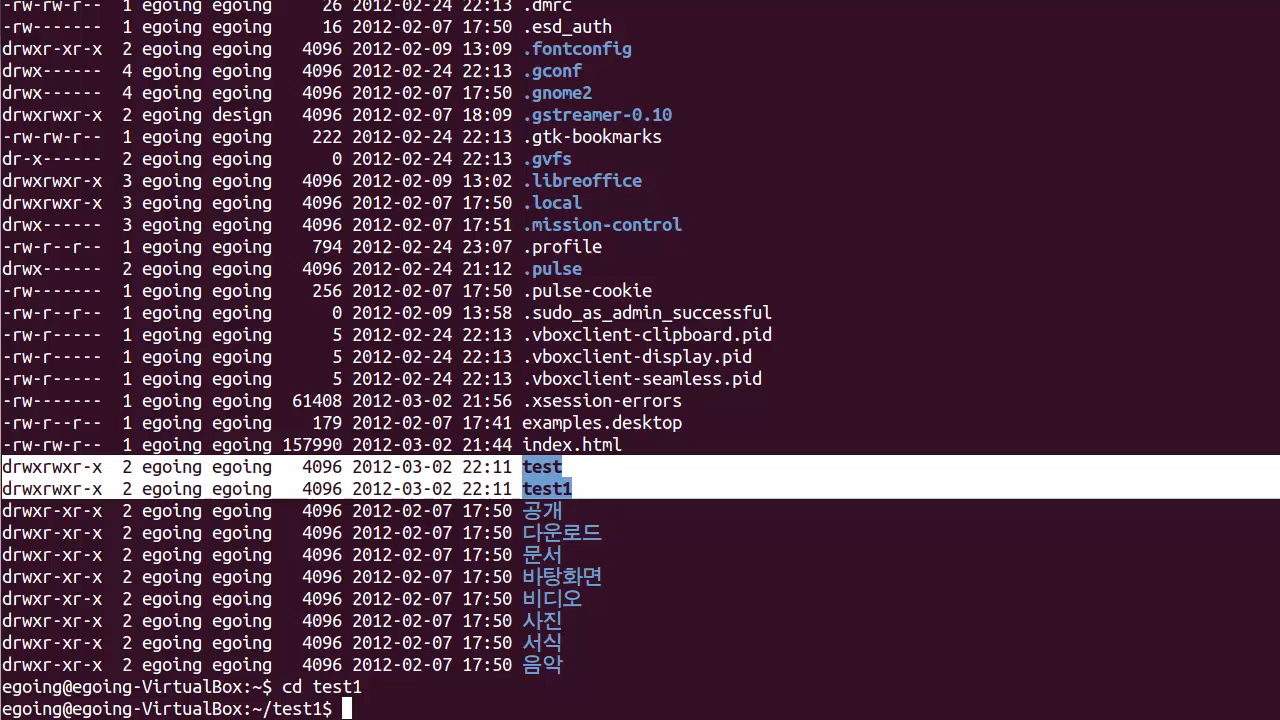 -rw-rw-r-- 1 egoing egoing 26 2012-02-24 22:13 .dmrc
-rw------- 1 egoing egoing 16 2012-02-07 17:50 .esd_auth
drwxr-xr-x 2 egoing egoing 4096 2012-02-09 13:09 .fontconfig
drwx------ 4 egoing egoing 4096 2012-02-24 22:13 .gconf
drwx------ 4 egoing egoing 4096 2012-02-07 17:50 .gnome2
drwxrwxr-x 2 egoing design 4096 2012-02-07 18:09 .gstreamer-0.10
-rw-rw-r-- 1 egoing egoing 222 2012-02-24 22:13 .gtk-bookmarks
dr-x------ 2 egoing egoing 0 2012-02-24 22:13 .gvfs
drwxrwxr-x 3 egoing egoing 4096 2012-02-09 13:02 .libreoffice
drwxrwxr-x 3 egoing egoing 4096 2012-02-07 17:50 .local
drwx------ 3 egoing egoing 4096 2012-02-07 17:51 .mission-control
-rw-r--r-- 1 egoing egoing 794 2012-02-24 23:07 .profile
drwx------ 2 egoing egoing 4096 2012-02-24 21:12 .pulse
-rw------- 1 egoing egoing 256 2012-02-07 17:50 .pulse-cookie
-rw-r--r-- 1 egoing egoing 0 2012-02-09 13:58 .sudo_as_admin_successful
-rw-r----- 1 egoing egoing 5 2012-02-24 22:13 .vboxclient-clipboard.pid
-rw-r----- 1 egoing egoing 5 2012-02-24 22:13 .vboxclient-display.pid
-rw-r----- 1 egoing egoing 5 2012-02-24 22:13 .vboxclient-seamless.pid
-rw------- 1 egoing egoing 61408 2012-03-02 21:56 .xsession-errors
-rw-r--r-- 1 egoing egoing 179 2012-02-07 17:41 examples.desktop
-rw-rw-r-- 1 egoing egoing 157990 2012-03-02 21:44 index.html
drwxrwxr-x 2 egoing egoing 4096 2012-03-02 22:11 test
drwxrwxr-x 2 egoing egoing 4096 2012-03-02 22:11 test1
drwxr-xr-x 2 egoing egoing 4096 2012-02-07 17:50 공개
drwxr-xr-x 2 egoing egoing 4096 2012-02-07 17:50 다운로드
drwxr-xr-x 2 egoing egoing 4096 2012-02-07 17:50 문서
drwxr-xr-x 2 egoing egoing 4096 2012-02-07 17:50 바탕화면
drwxr-xr-x 2 egoing egoing 4096 2012-02-07 17:50 비디오
drwxr-xr-x 2 egoing egoing 4096 2012-02-07 17:50 사진
drwxr-xr-x 2 egoing egoing 4096 2012-02-07 17:50 서식
drwxr-xr-x 2 egoing egoing 4096 2012-02-07 17:50 음악
egoing@egoing-VirtualBox:~$ cd test1
egoing@egoing-VirtualBox:~/test1$